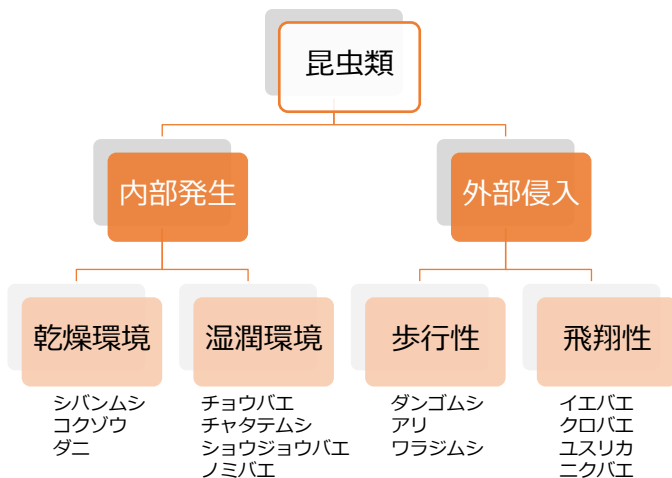 昆虫類
内部発生
外部侵入
乾燥環境
湿潤環境
歩行性
飛翔性
シバンムシ
コクゾウ
ダニ
チョウバエ
チャタテムシ
ショウジョウバエ
ノミバエ
ダンゴムシ
アリ
ワラジムシ
イエバエ
クロバエ
ユスリカ
ニクバエ